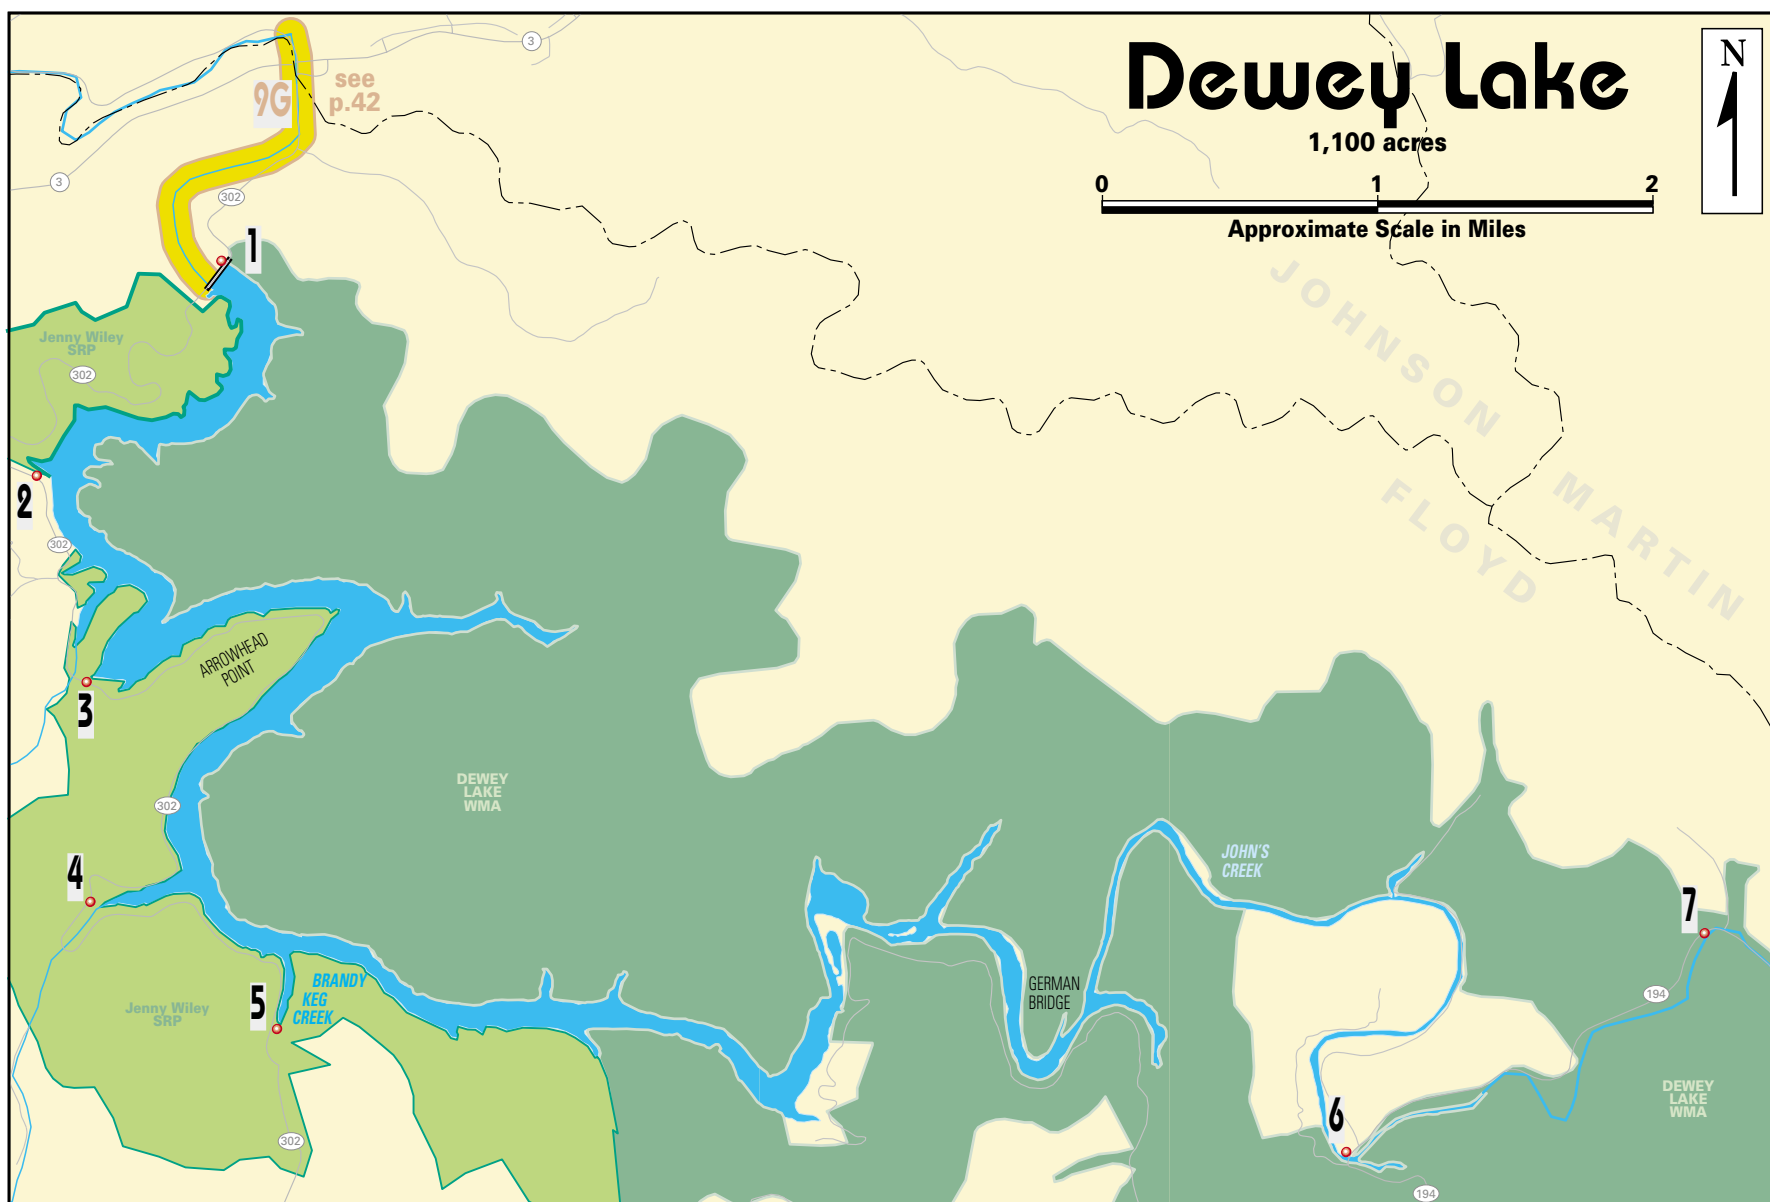 Dewey Lake
1,100 acres
0 1 2
Approximate Scale in Miles
N
3
see
p.42
9G
3
302
1
JOHNSON
Jenny Wiley
SRP
302
2
302
FLOYD
MARTIN
ARROWHEAD
POINT
3
DEWEY
LAKE
WMA
302
4
JOHN'S
CREEK
7
BRANDY
KEG
CREEK
5
GERMAN
BRIDGE
194
Jenny Wiley
SRP
6
DEWEY
LAKE
WMA
302
194